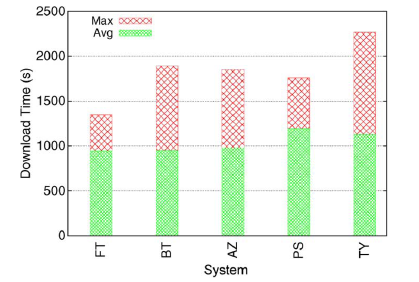 2500
2000
1500
1000
500
0
Download Time (s)
Max
Avg
FT
BT
AZ
PS
TY
System